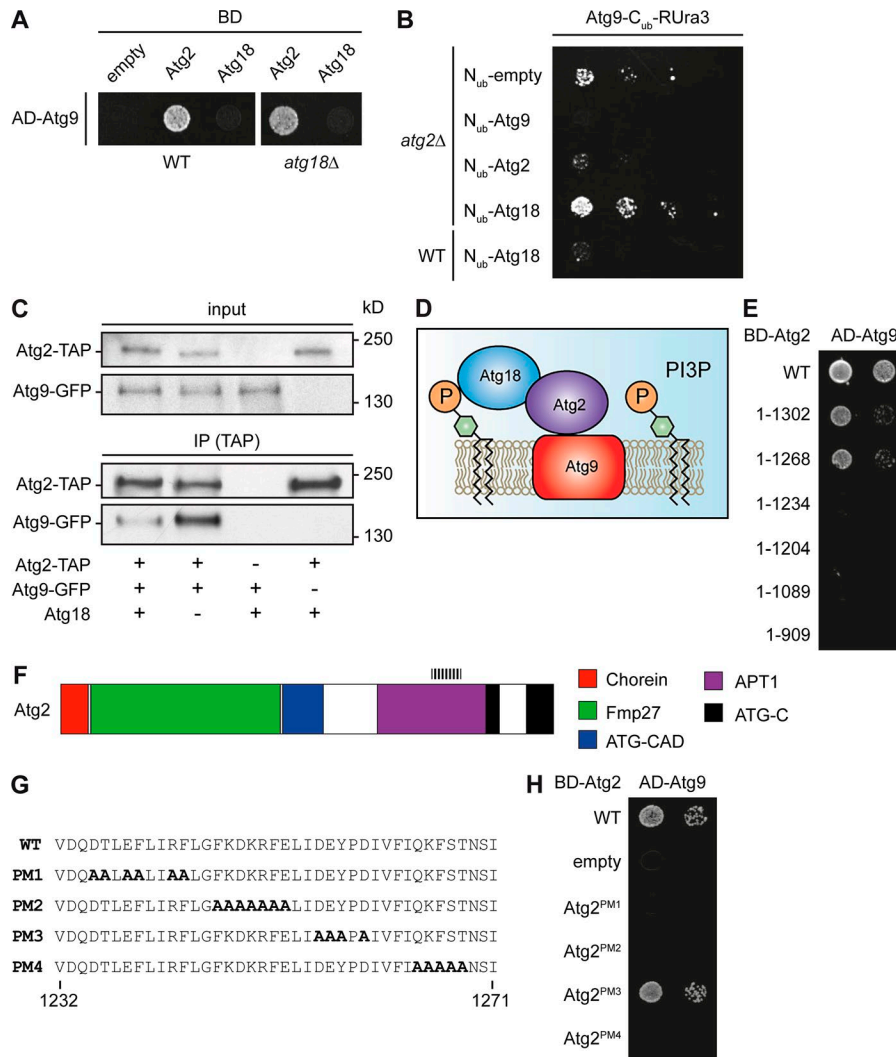 A
BD
empty Atg2 Atg18 Atg2 Atg18
AD-Atg9
WT atg18Δ
B
Atg9-Cub-RUra3
atg2Δ
Nub-empty
Nub-Atg9
Nub-Atg2
Nub-Atg18
WT Nub-Atg18
C
input kD
Atg2-TAP 250
Atg9-GFP 130
IP (TAP)
Atg2-TAP 250
Atg9-GFP 130
Atg2-TAP + + - +
Atg9-GFP + + + -
Atg18 + - + +
D
PI3P
P Atg18 Atg2 P
Atg9
E
BD-Atg2 AD-Atg9
WT
1-1302
1-1268
1-1234
1-1204
1-1089
1-909
F
Atg2
Chorein
Fmp27
ATG-CAD
APT1
ATG-C
G
WT VDQDTLEFLIRFLGFKDKRFELIDEYPDIVFIQKFSTNSI
PM1 VDQAALAALIAALGFKDKRFELIDEYPDIVFIQKFSTNSI
PM2 VDQDTLEFLIRFLGAAAAAAALIDEYPDIVFIQKFSTNSI
PM3 VDQDTLEFLIRFLGFKDKRFELIAAAPAIVFIQKFSTNSI
PM4 VDQDTLEFLIRFLGFKDKRFELIDEYPDIVFIAAAAANSI
1232 1271
H
BD-Atg2 AD-Atg9
WT
empty
Atg2PM1
Atg2PM2
Atg2PM3
Atg2PM4